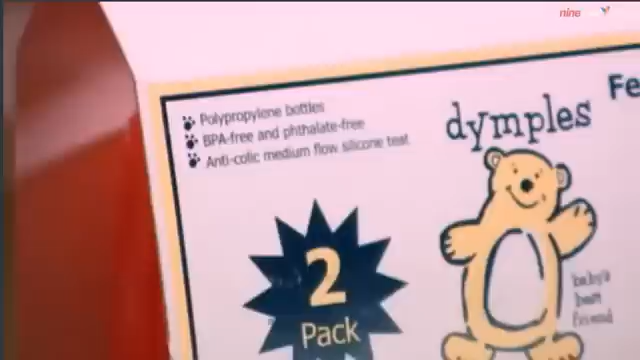 nine
Fe
Polypropylene bottles
BPA-free and phthalate-free
Anti-colic medium flow silicone teat
dymples
2
Pack
baby's
best
friend